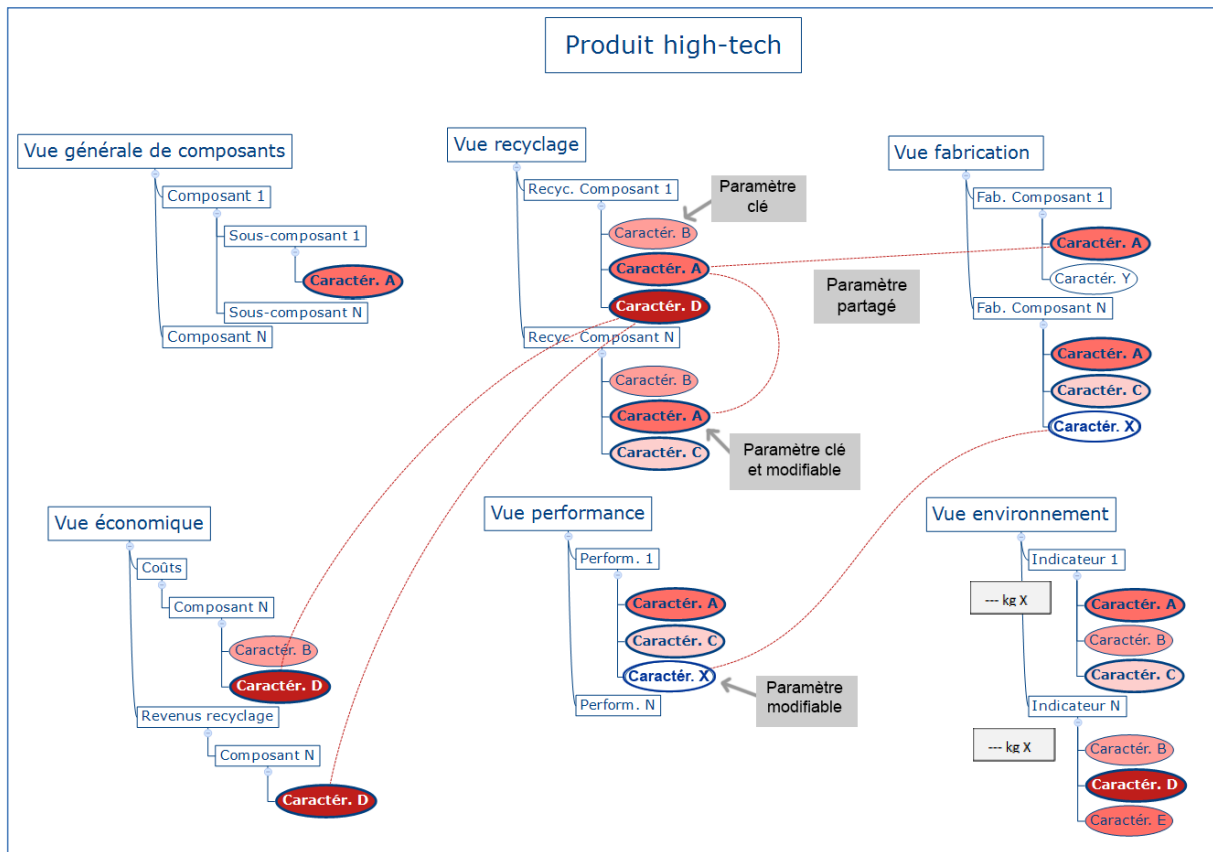 Produit high-tech
Vue générale de composants
Composant 1
Sous-composant 1
Caractér. A
Sous-composant N
Composant N
Vue recyclage
Recyc. Composant 1
Paramètre
clé
Caractér. B
Caractér. A
Caractér. D
Recyc. Composant N
Caractér. B
Caractér. A
Caractér. C
Paramètre clé
et modifiable
Paramètre
partagé
Vue fabrication
Fab. Composant 1
Caractér. A
Caractér. Y
Fab. Composant N
Caractér. A
Caractér. C
Caractér. X
Vue économique
Coûts
Composant N
Caractér. B
Caractér. D
Revenus recyclage
Composant N
Caractér. D
Vue performance
Perform. 1
Caractér. A
Caractér. C
Caractér. X
Paramètre
modifiable
Perform. N
Vue environnement
Indicateur 1
--- kg X
Caractér. A
Caractér. B
Caractér. C
Indicateur N
--- kg X
Caractér. B
Caractér. D
Caractér. E